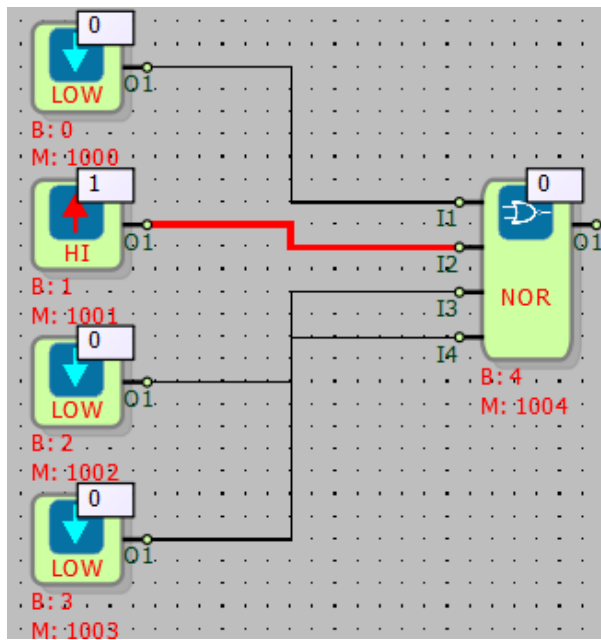 0
O1
LOW
B: 0
M: 1000
1
O1
HI
B: 1
M: 1001
0
O1
LOW
B: 2
M: 1002
0
O1
LOW
B: 3
M: 1003
0
I1
I2
I3
I4
O1
NOR
B: 4
M: 1004